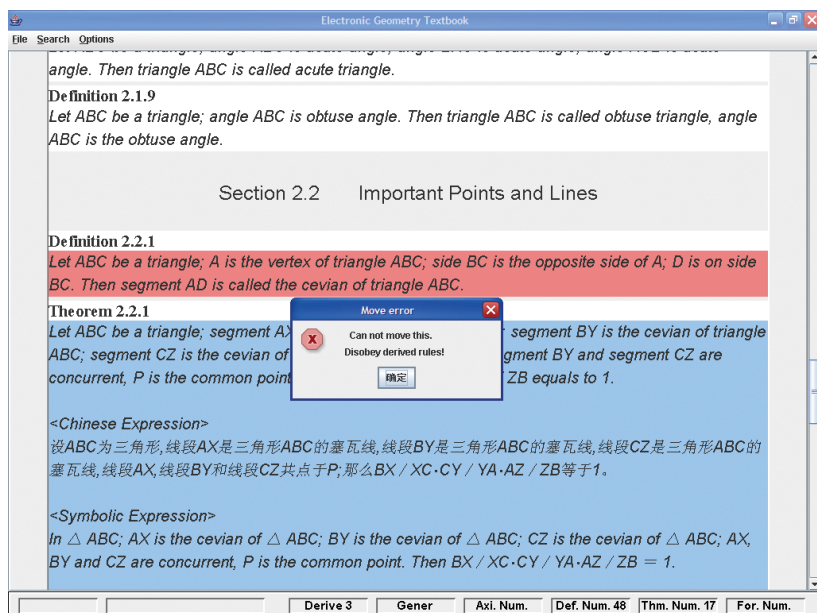 Electronic Geometry Textbook
File Search Options
angle. Then triangle ABC is called acute triangle.
Definition 2.1.9
Let ABC be a triangle; angle ABC is obtuse angle. Then triangle ABC is called obtuse triangle, angle
ABC is the obtuse angle.
Section 2.2 Important Points and Lines
Definition 2.2.1
Let ABC be a triangle; A is the vertex of triangle ABC; side BC is the opposite side of A; D is on side
BC. Then segment AD is called the cevian of triangle ABC.
Theorem 2.2.1
Let ABC be a triangle; segment AX ; segment BY is the cevian of triangle
ABC; segment CZ is the cevian of segment BY and segment CZ are
concurrent, P is the common point / ZB equals to 1.
Move error
X
Can not move this.
Disobey derived rules!
确定
<Chinese Expression>
设ABC为三角形,线段AX是三角形ABC的塞瓦线,线段BY是三角形ABC的塞瓦线,线段CZ是三角形ABC的
塞瓦线,线段AX,线段BY和线段CZ共点于P;那么BX / XC·CY / YA·AZ / ZB等于1。
<Symbolic Expression>
In △ ABC; AX is the cevian of △ ABC; BY is the cevian of △ ABC; CZ is the cevian of △ ABC; AX,
BY and CZ are concurrent, P is the common point. Then BX / XC·CY / YA·AZ / ZB = 1.
Derive 3 Gener Axi. Num. Def. Num. 48 Thm. Num. 17 For. Num.